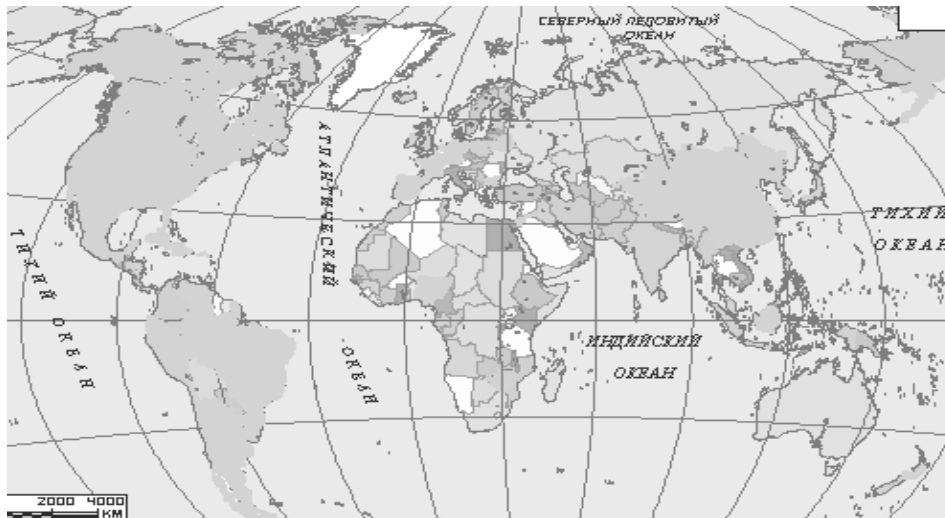 СЕВЕРНЫЙ ЛЕДОВИТЫЙ
ОКЕАН
АТЛАНТИЧЕСКИЙ
ОКЕАН
ТИХИЙ
ОКЕАН
ТИХИЙ ОКЕАН
ИНДИЙСКИЙ
ОКЕАН
2000 4000
КМ